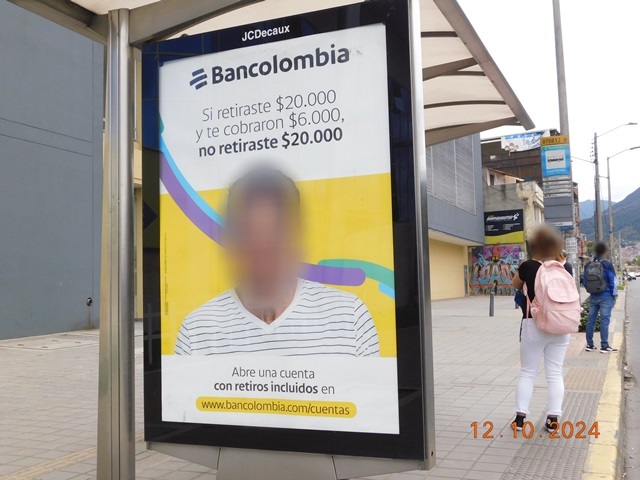 JCDecaux
Bancolombia
Si retiraste $20.000
y te cobraron $6.000,
no retiraste $20.000
Abre una cuenta
con retiros incluidos en
www.bancolombia.com/cuentas
12.10.2024